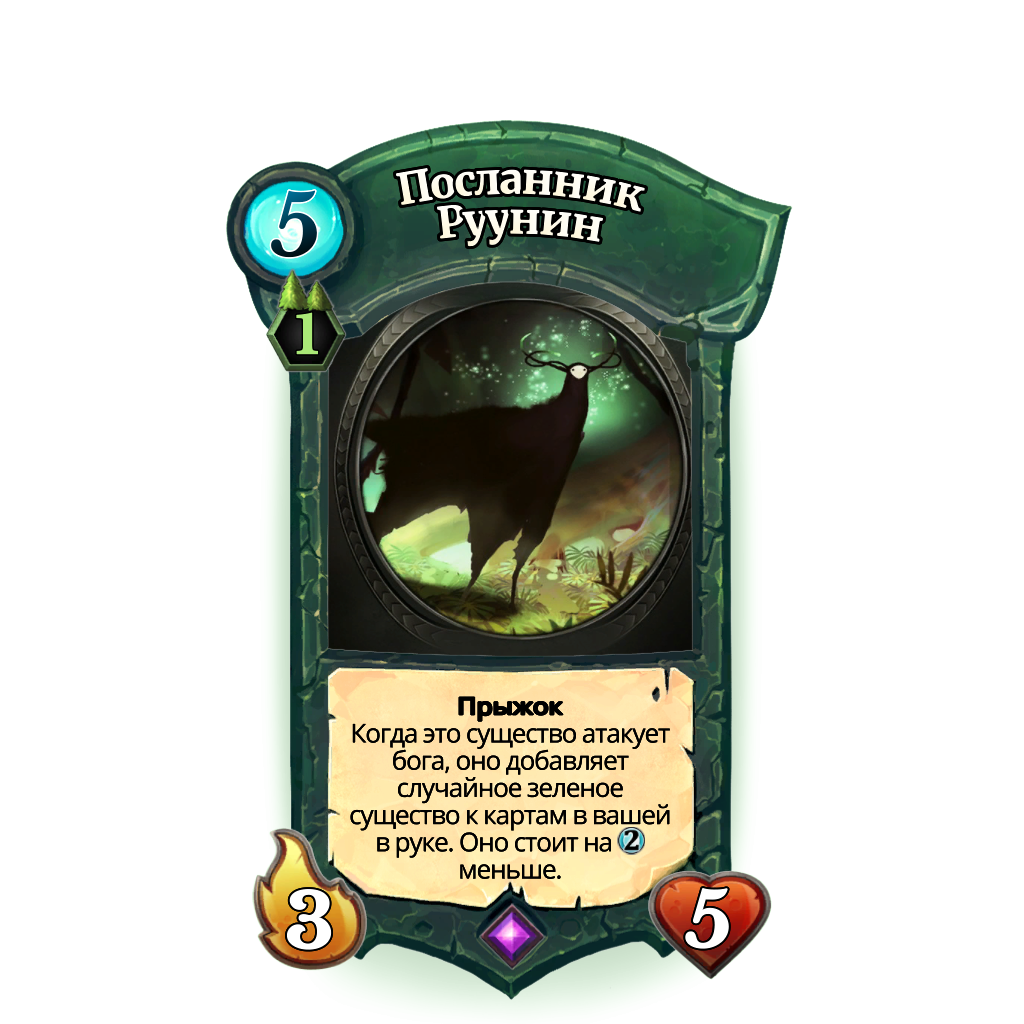 Посланник
Руунин
5
1
Прыжок
Когда это существо атакует
бога, оно добавляет
случайное зеленое
существо к картам в вашей
в руке. Оно стоит на 2
меньше.
3
5